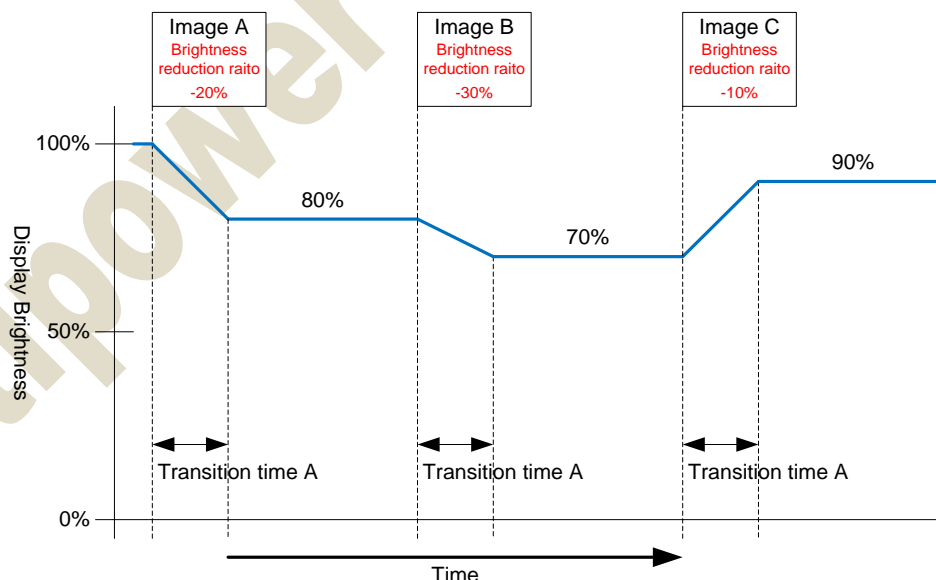 Image A
Brightness
reduction raito
-20%
Image B
Brightness
reduction raito
-30%
Image C
Brightness
reduction raito
-10%
100%
90%
80%
70%
Display Brightness
50%
Transition time A
Transition time A
Transition time A
0%
Time